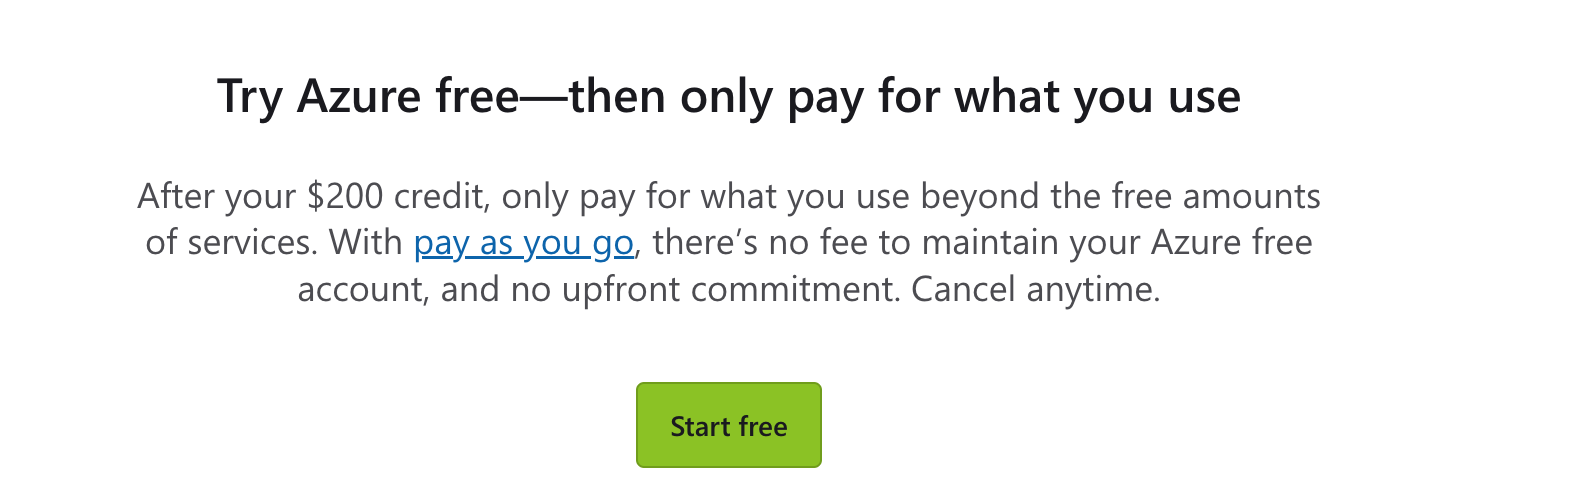 Try Azure free—then only pay for what you use
After your $200 credit, only pay for what you use beyond the free amounts
of services. With pay as you go, there’s no fee to maintain your Azure free
account, and no upfront commitment. Cancel anytime.
Start free